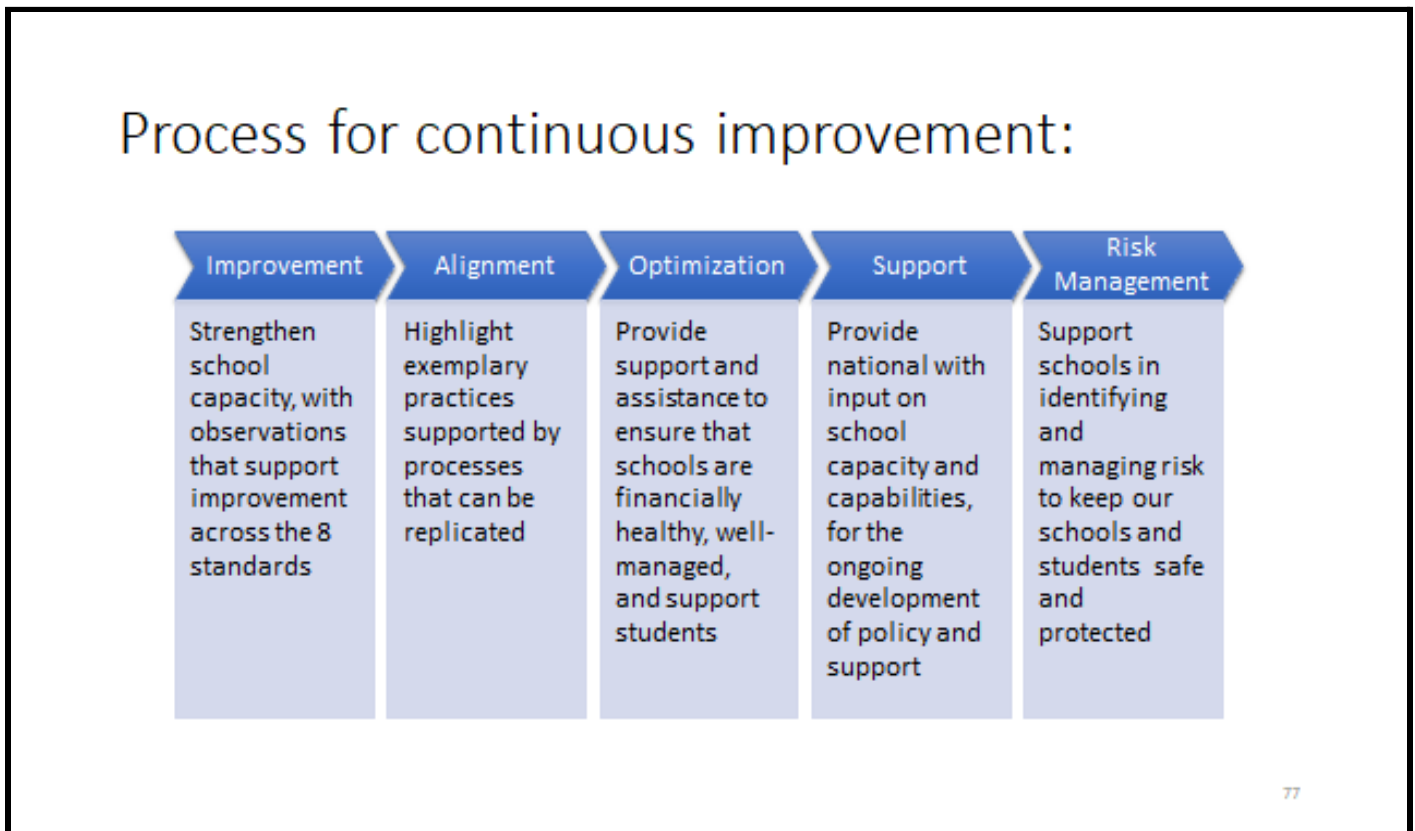 Process for continuous improvement:
Improvement
Strengthen
school
capacity, with
observations
that support
improvement
across the 8
standards
Alignment
Highlight
exemplary
practices
supported by
processes
that can be
replicated
Optimization
Provide
support and
assistance to
ensure that
schools are
financially
healthy, well-
managed,
and support
students
Support
Provide
national with
input on
school
capacity and
capabilities,
for the
ongoing
development
of policy and
support
Risk
Management
Support
schools in
identifying
and
managing risk
to keep our
schools and
students safe
and
protected
77